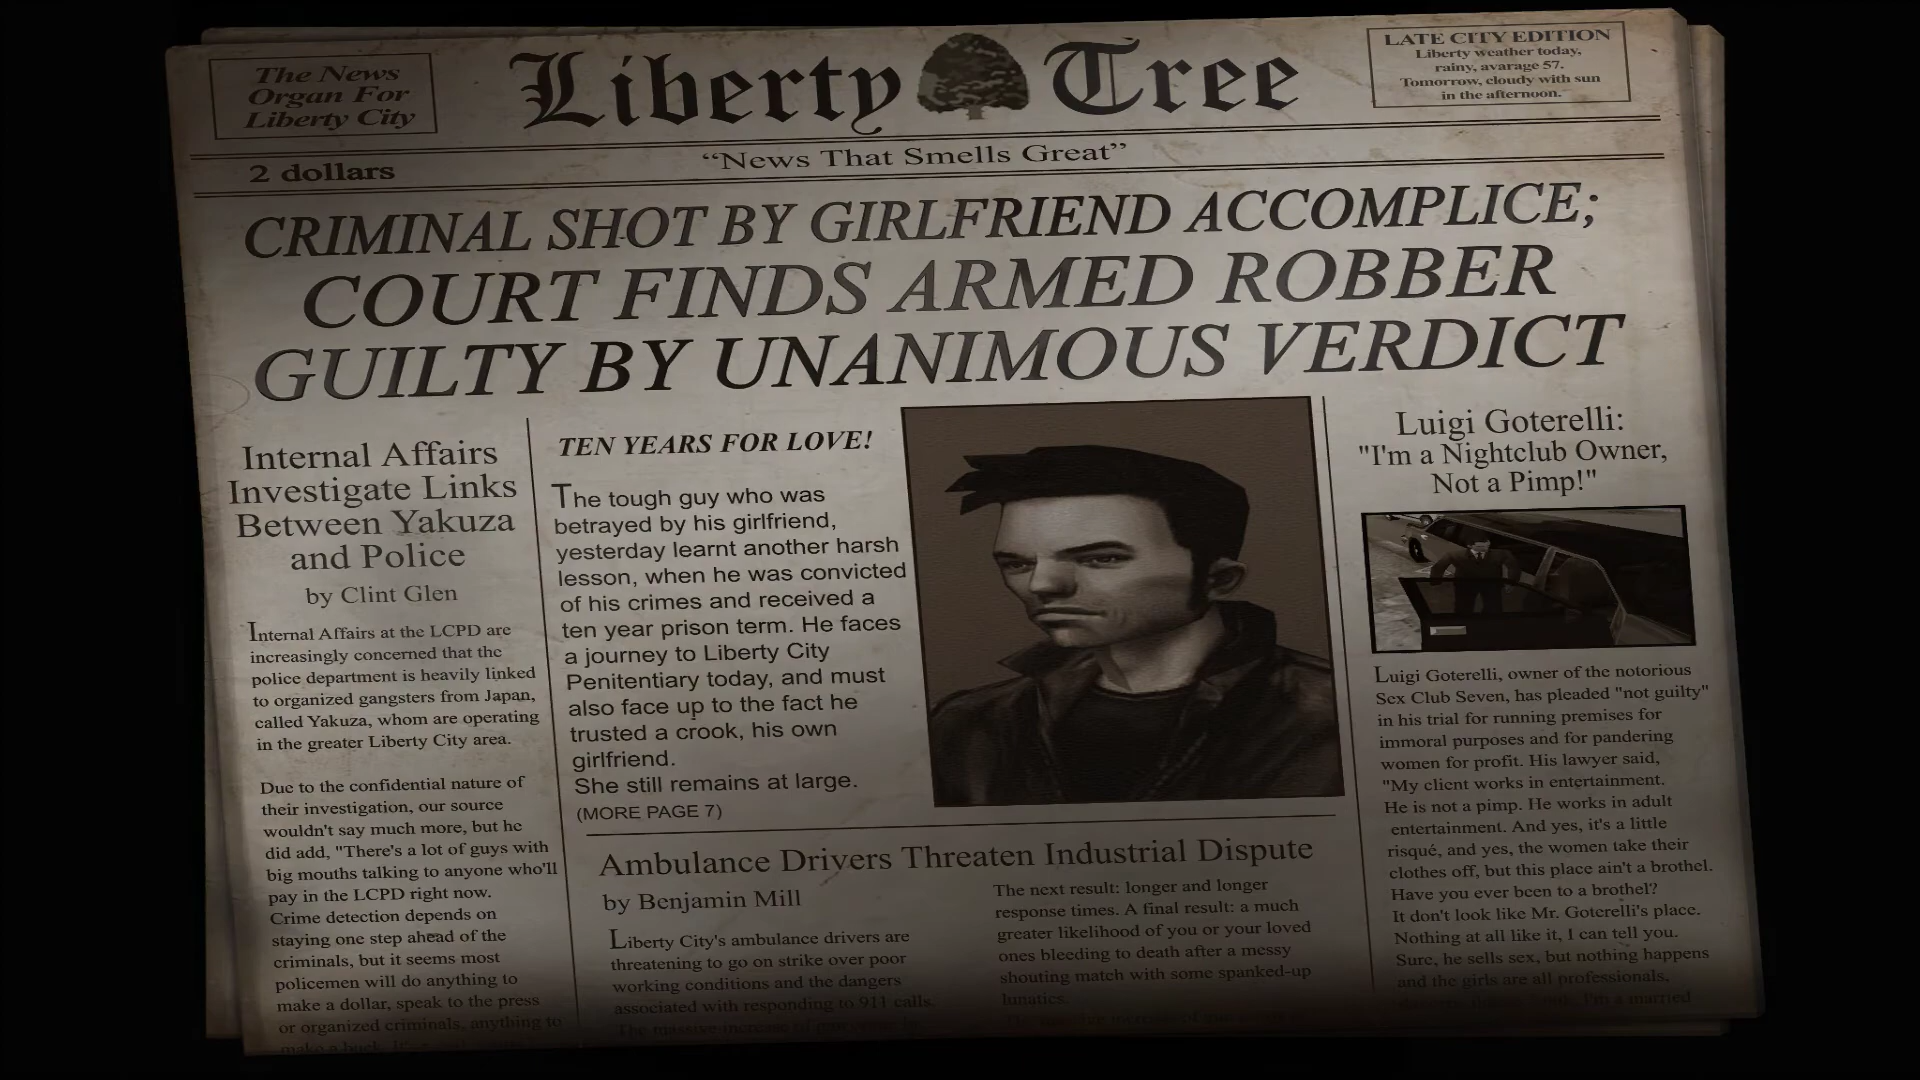 The News
Organ For
Liberty City
Liberty Tree
LATE CITY EDITION
Liberty weather today,
rainy, avarage 57.
Tomorrow, cloudy with sun
in the afternoon.
2 dollars
“News That Smells Great”
CRIMINAL SHOT BY GIRLFRIEND ACCOMPLICE;
COURT FINDS ARMED ROBBER
GUILTY BY UNANIMOUS VERDICT
Internal Affairs
Investigate Links
Between Yakuza
and Police
by Clint Glen
Internal Affairs at the LCPD are
increasingly concerned that the
police department is heavily linked
to organized gangsters from Japan,
called Yakuza, whom are operating
in the greater Liberty City area.
Due to the confidential nature of
their investigation, our source
wouldn't say much more, but he
did add, "There's a lot of guys with
big mouths talking to anyone who'll
pay in the LCPD right now.
Crime detection depends on
staying one step ahead of the
criminals, but it seems most
policemen will do anything to
make a dollar, speak to the press
or organized criminals, anything to
make a buck.
TEN YEARS FOR LOVE!
The tough guy who was
betrayed by his girlfriend,
yesterday learnt another harsh
lesson, when he was convicted
of his crimes and received a
ten year prison term. He faces
a journey to Liberty City
Penitentiary today, and must
also face up to the fact he
trusted a crook, his own
girlfriend.
She still remains at large.
(MORE PAGE 7)
Ambulance Drivers Threaten Industrial Dispute
by Benjamin Mill
Liberty City's ambulance drivers are
threatening to go on strike over poor
working conditions and the dangers
associated with responding to 911 calls.
The massive increase of
The next result: longer and longer
response times. A final result: a much
greater likelihood of you or your loved
ones bleeding to death after a messy
shouting match with some spanked-up
lunatics.
Luigi Goterelli:
"I'm a Nightclub Owner,
Not a Pimp!"
Luigi Goterelli, owner of the notorious
Sex Club Seven, has pleaded "not guilty"
in his trial for running premises for
immoral purposes and for pandering
women for profit. His lawyer said,
"My client works in entertainment.
He is not a pimp. He works in adult
entertainment. And yes, it's a little
risqué, and yes, the women take their
clothes off, but this place ain't a brothel.
Have you ever been to a brothel?
It don't look like Mr. Goterelli's place.
Nothing at all like it, I can tell you.
Sure, he sells sex, but nothing happens
and the girls are all professionals,
I'm a married